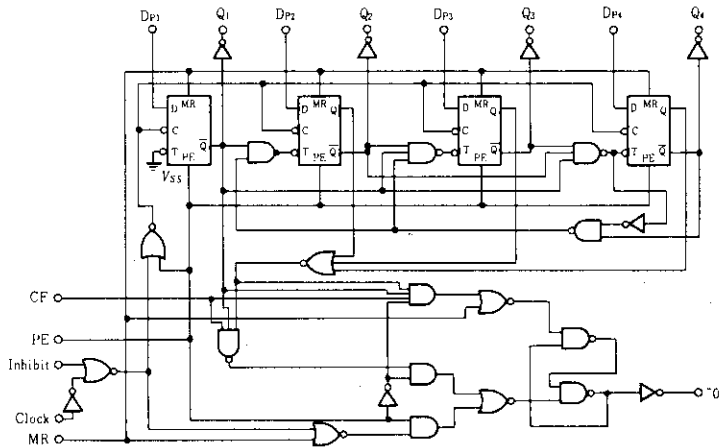 DP1 Q1 DP2 Q2 DP3 Q3 DP4 Q4
D MR C T PE Q̅
D MR Q C T PE Q̅
D MR Q C T PE Q̅
D MR Q C T PE Q̅
VSS
CF
PE
Inhibit
Clock
MR
"0